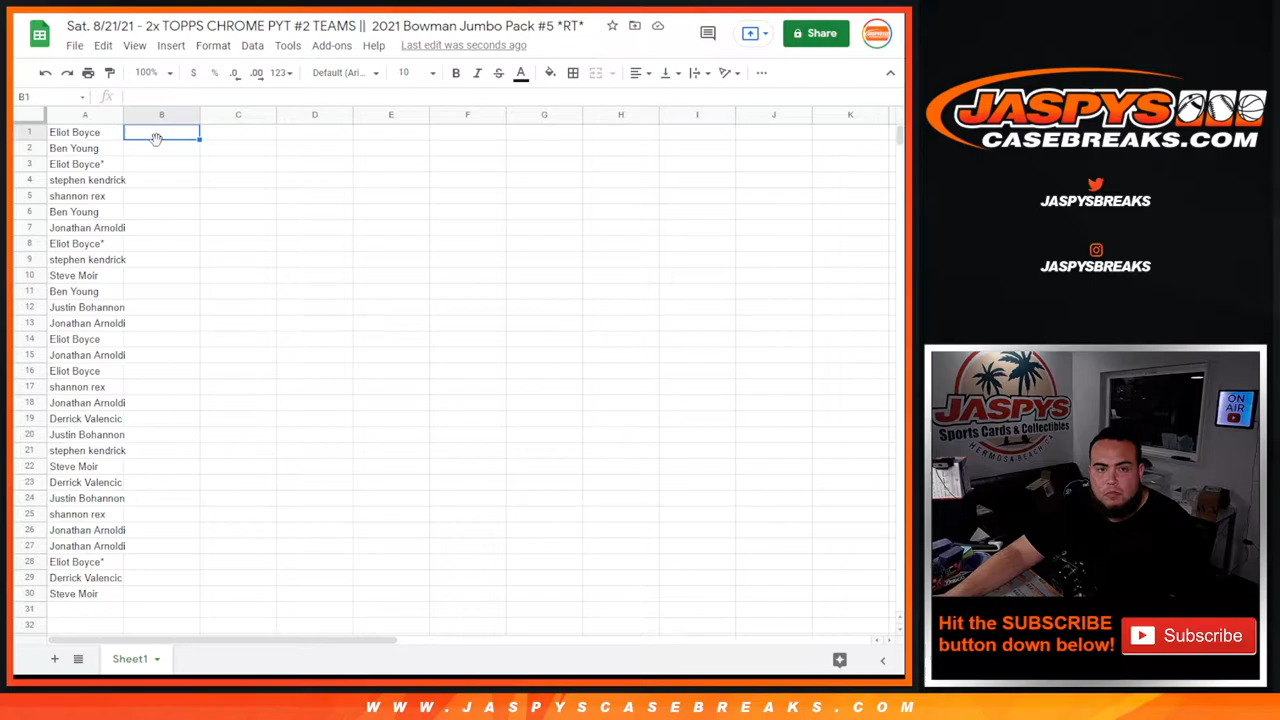 Sat. 8/21/21 - 2x TOPPS CHROME PYT #2 TEAMS || 2021 Bowman Jumbo Pack #5 *RT*
File Edit View Insert Format Data Tools Add-ons Help Last edit was seconds ago
Share
100% $ % .0 .00 123 Default (Ari... 10 B I S A
B1 fx
A B C D E F G H I J K
1 Eliot Boyce
2 Ben Young
3 Eliot Boyce*
4 stephen kendrick
5 shannon rex
6 Ben Young
7 Jonathan Arnoldi
8 Eliot Boyce*
9 stephen kendrick
10 Steve Moir
11 Ben Young
12 Justin Bohannon
13 Jonathan Arnoldi
14 Eliot Boyce
15 Jonathan Arnoldi
16 Eliot Boyce
17 shannon rex
18 Jonathan Arnoldi
19 Derrick Valencic
20 Justin Bohannon
21 stephen kendrick
22 Steve Moir
23 Derrick Valencic
24 Justin Bohannon
25 shannon rex
26 Jonathan Arnoldi
27 Jonathan Arnoldi
28 Eliot Boyce*
29 Derrick Valencic
30 Steve Moir
31
32
Sheet1
JASPYS
CASEBREAKS.COM
JASPYSBREAKS
JASPYSBREAKS
JASPYS
Sports Cards & Collectibles
HERMOSA BEACH, CA
ON
AIR
Hit the SUBSCRIBE
button down below!
Subscribe
WWW.JASPYSCASEBREAKS.COM